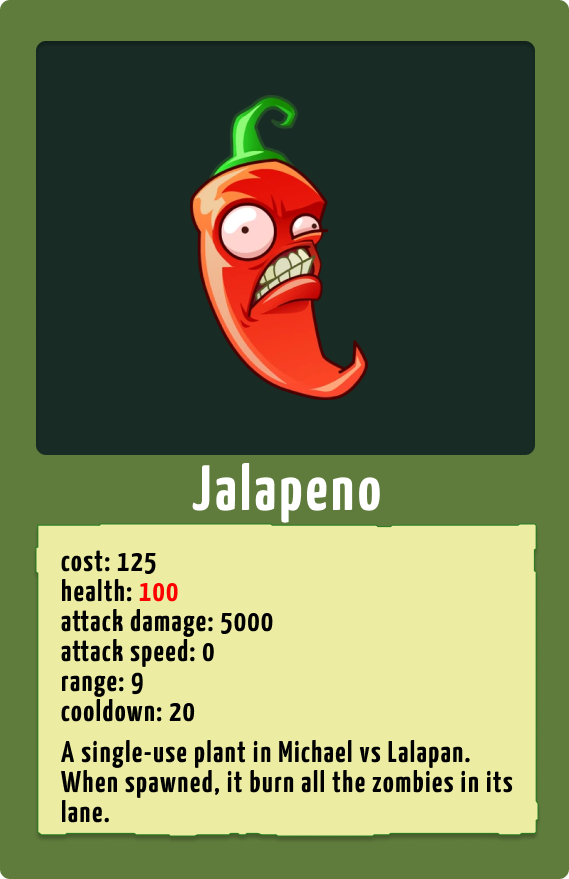 Jalapeno
cost: 125
health: 100
attack damage: 5000
attack speed: 0
range: 9
cooldown: 20
A single-use plant in Michael vs Lalapan.
When spawned, it burn all the zombies in its
lane.